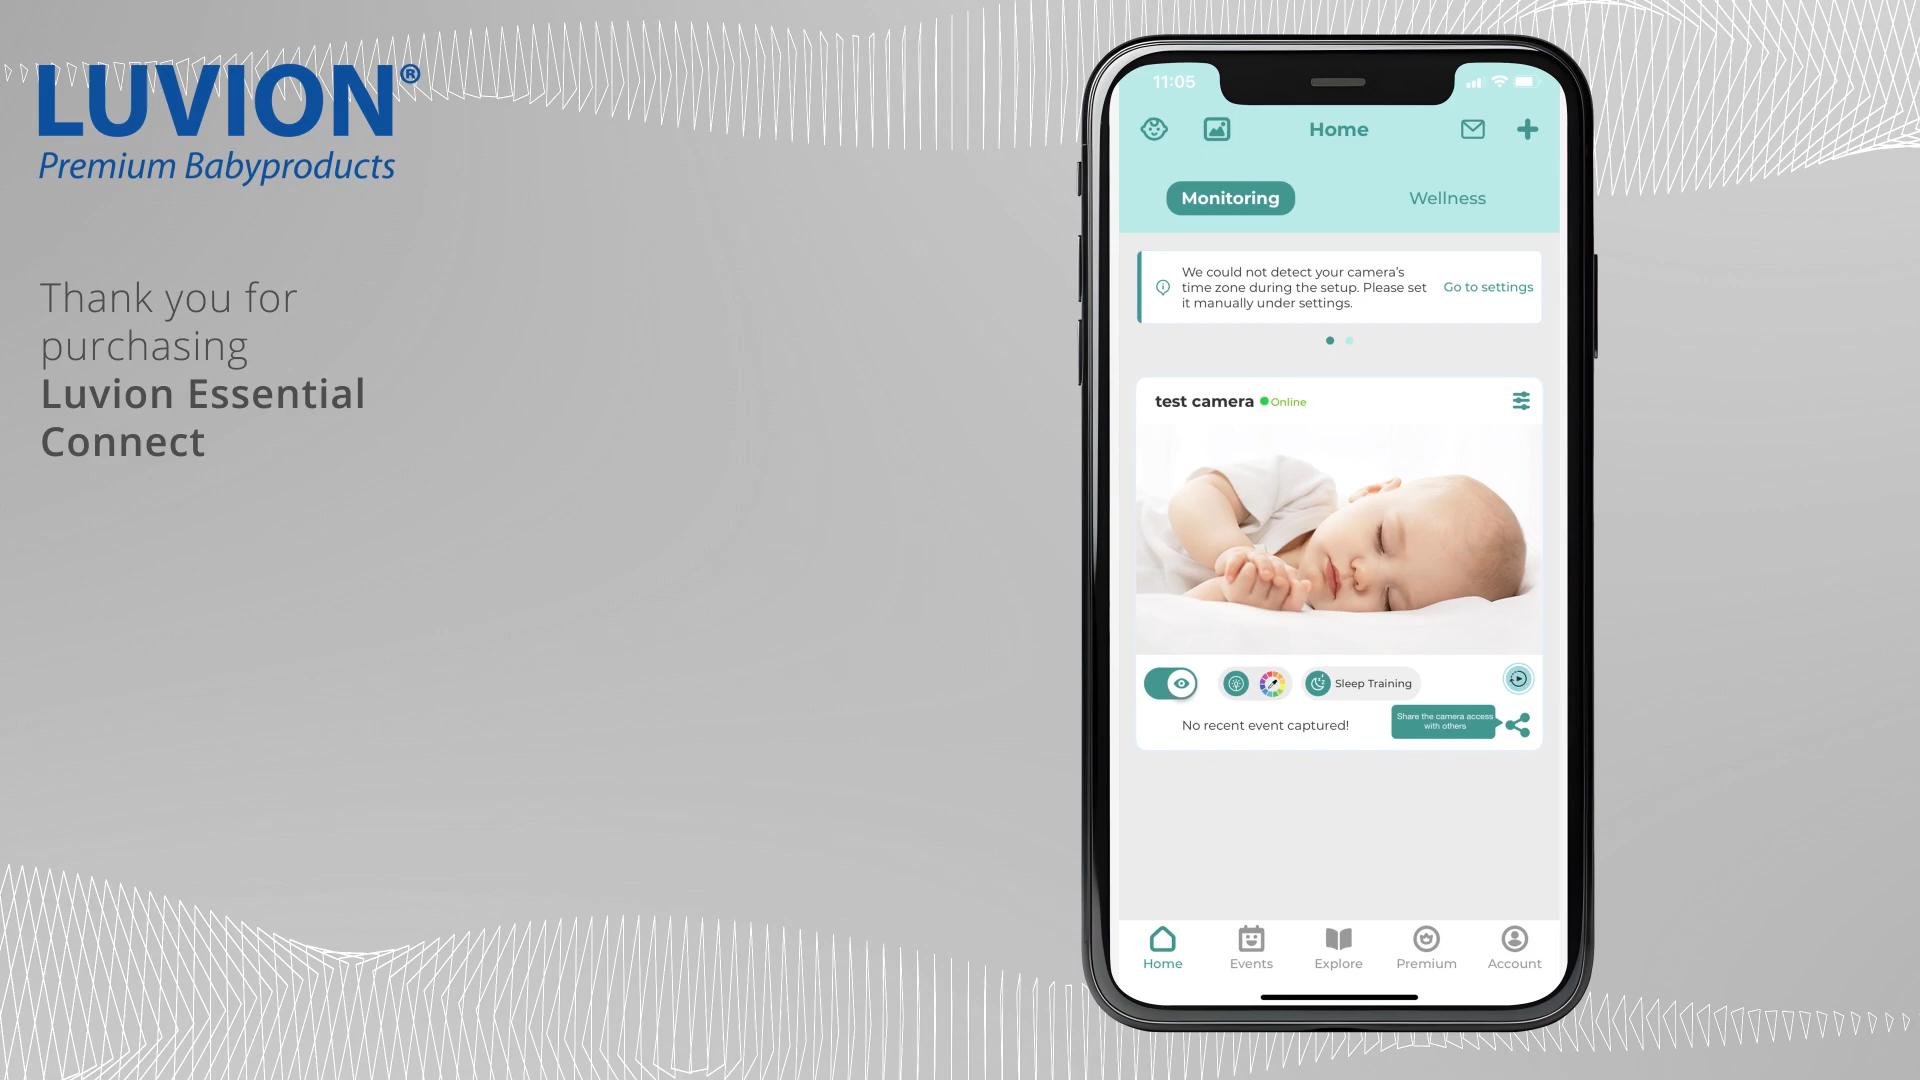 LUVION®
Premium Babyproducts
Thank you for
purchasing
Luvion Essential
Connect
11:05
Home
Monitoring
Wellness
We could not detect your camera's
time zone during the setup. Please set
it manually under settings.
Go to settings
test camera
Online
Sleep Training
No recent event captured!
Share the camera access
with others
Home
Events
Explore
Premium
Account